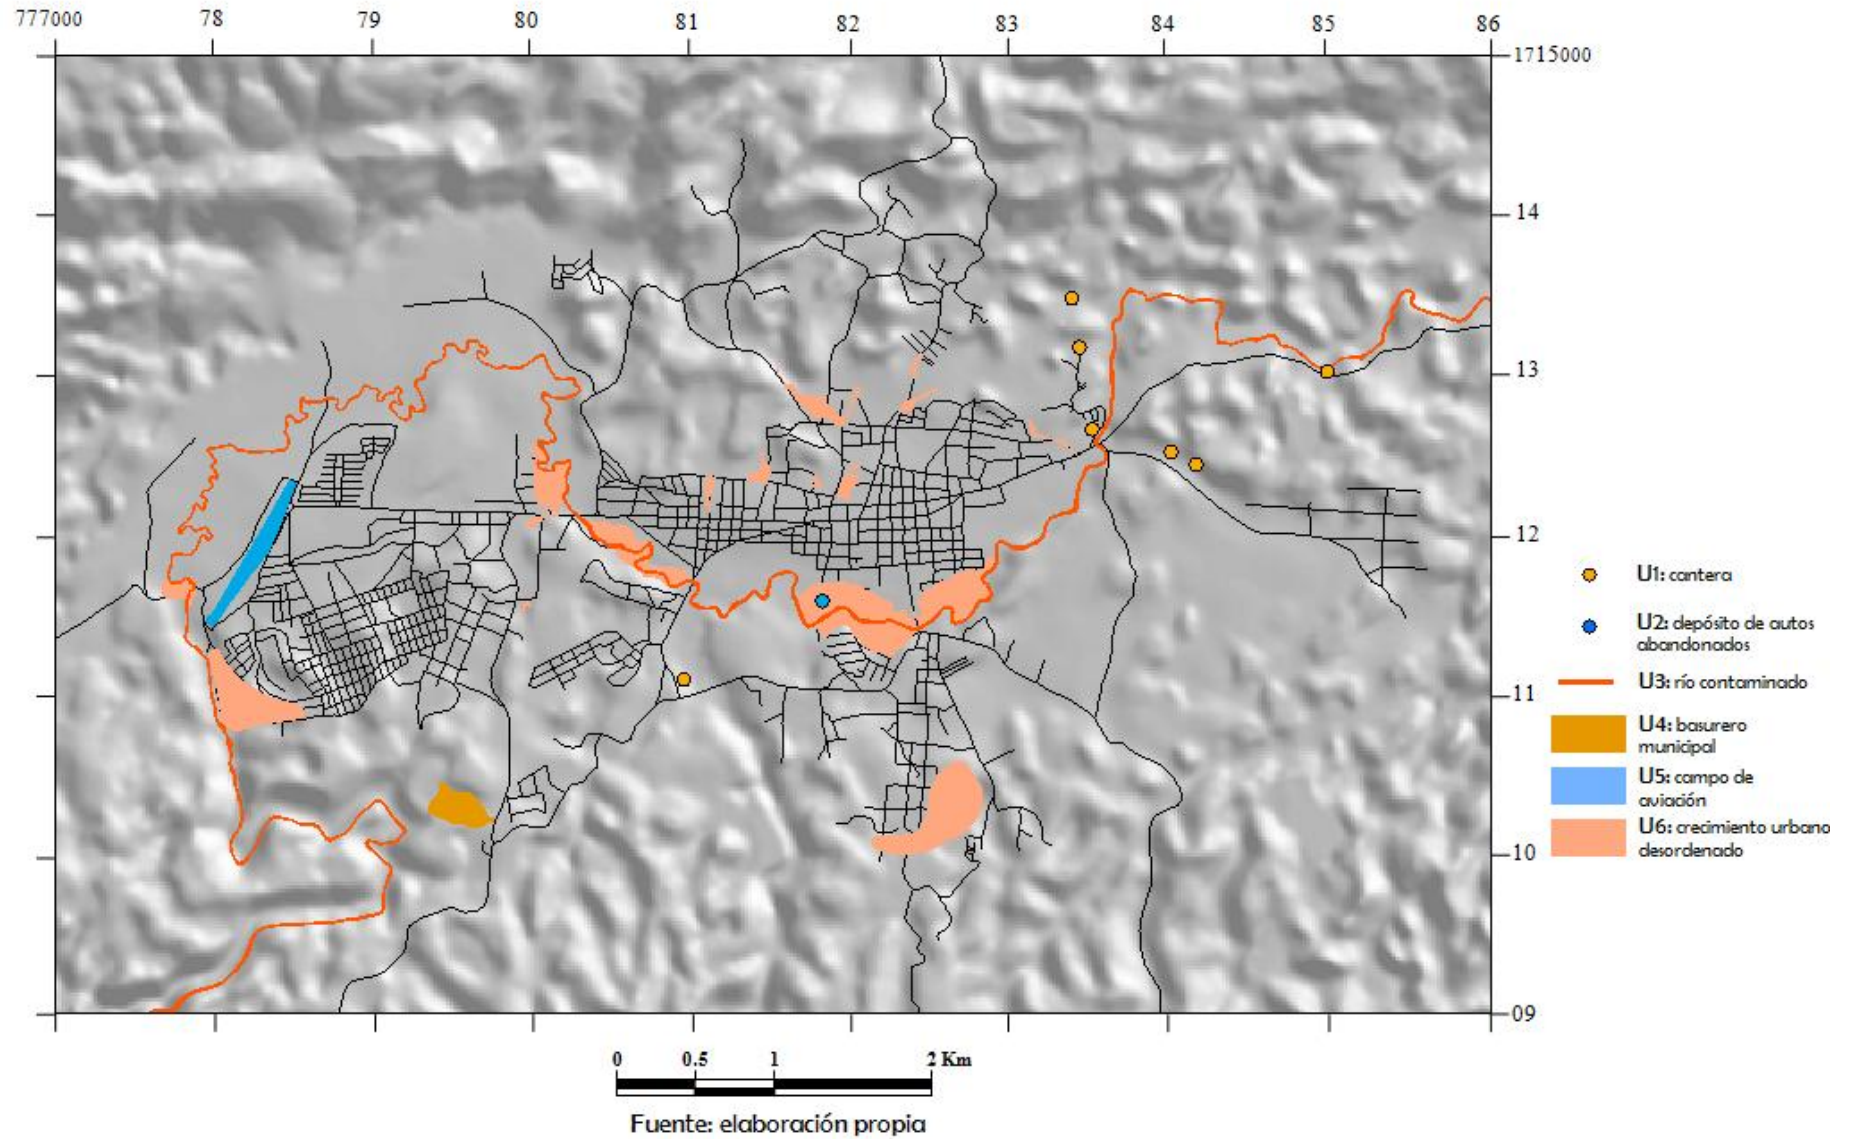 777000 78 79 80 81 82 83 84 85 86
1715000
14
13
12
11
10
09
U1: cantera
U2: depósito de autos
abandonados
U3: río contaminado
U4: basurero
municipal
U5: campo de
aviación
U6: crecimiento urbano
desordenado
0 0.5 1 2 Km
Fuente: elaboración propia